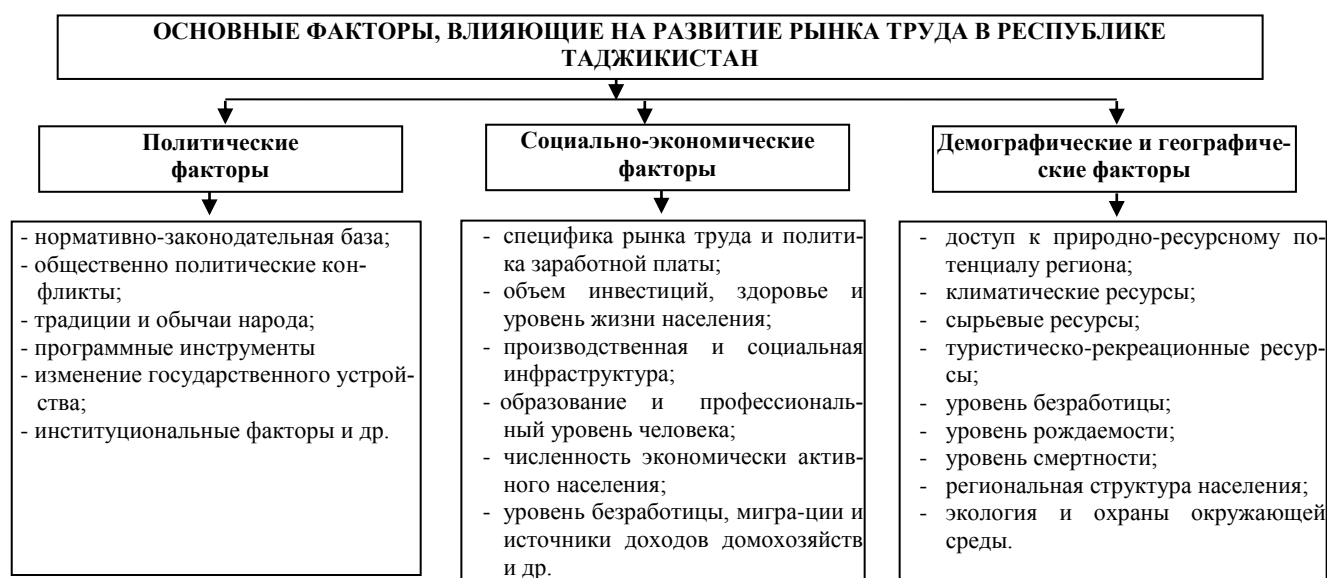 ОСНОВНЫЕ ФАКТОРЫ, ВЛИЯЮЩИЕ НА РАЗВИТИЕ РЫНКА ТРУДА В РЕСПУБЛИКЕ
ТАДЖИКИСТАН
Политические
факторы
- нормативно-законодательная база;
- общественно политические кон-
фликты;
- традиции и обычаи народа;
- программные инструменты
- изменение государственного устрой-
ства;
- институциональные факторы и др.
Социально-экономические
факторы
- специфика рынка труда и полити-
ка заработной платы;
- объем инвестиций, здоровье и
уровень жизни населения;
- производственная и социальная
инфраструктура;
- образование и профессиональ-
ный уровень человека;
- численность экономически актив-
ного населения;
- уровень безработицы, мигра-ции и
источники доходов домохозяйств
и др.
Демографические и географиче-
ские факторы
- доступ к природно-ресурсному по-
тенциалу региона;
- климатические ресурсы;
- сырьевые ресурсы;
- туристическо-рекреационные ресур-
сы;
- уровень безработицы;
- уровень рождаемости;
- уровень смертности;
- региональная структура населения;
- экология и охраны окружающей
среды.